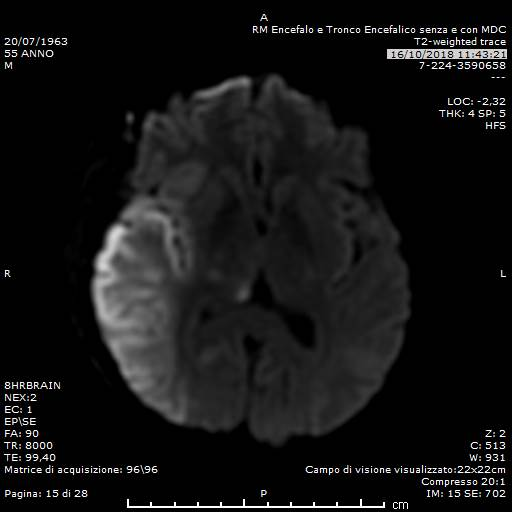 A
RM Encefalo e Tronco Encefalico senza e con MDC
20/07/1963
T2-weighted trace
55 ANNO
16/10/2018 11:43:21
M
7-224-3590658
---
LOC: -2,32
THK: 4 SP: 5
HFS
R
L
8HRBRAIN
NEX:2
EC: 1
EP\SE
FA: 90
Z: 2
TR: 8000
C: 513
TE: 99,40
W: 931
Matrice di acquisizione: 96\96
Campo di visione visualizzato:22x22cm
Compresso 20:1
Pagina: 15 di 28
P
IM: 15 SE: 702
cm